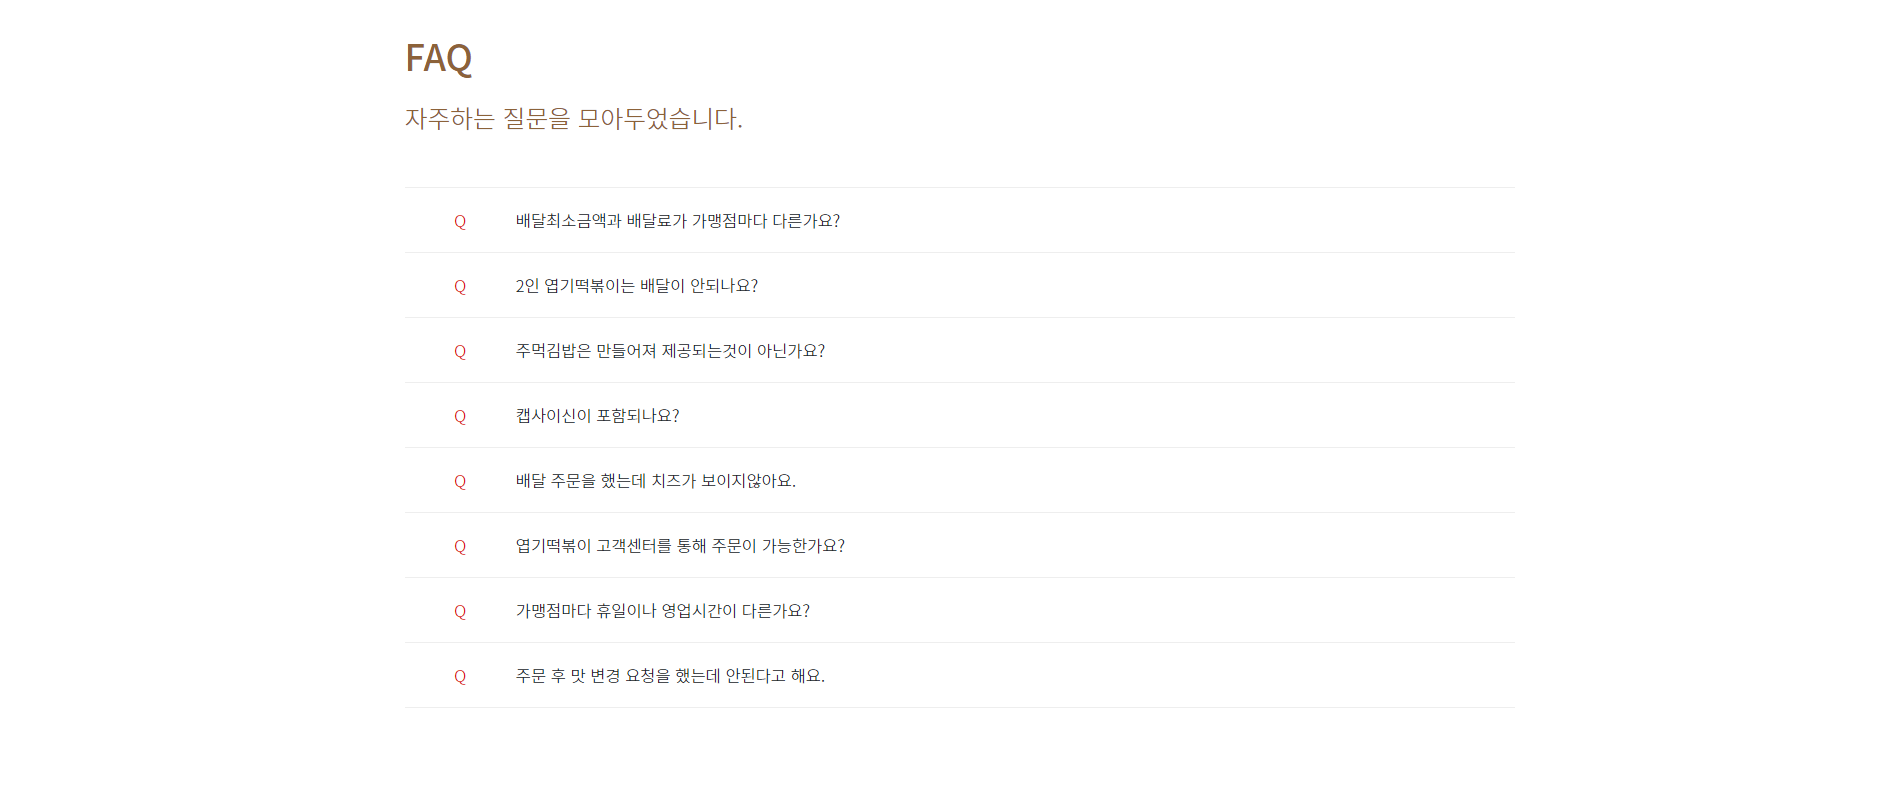 FAQ
자주하는 질문을 모아두었습니다.
Q 배달최소금액과 배달료가 가맹점마다 다른가요?
Q 2인 엽기떡볶이는 배달이 안되나요?
Q 주먹김밥은 만들어져 제공되는것이 아닌가요?
Q 캡사이신이 포함되나요?
Q 배달 주문을 했는데 치즈가 보이지않아요.
Q 엽기떡볶이 고객센터를 통해 주문이 가능한가요?
Q 가맹점마다 휴일이나 영업시간이 다른가요?
Q 주문 후 맛 변경 요청을 했는데 안된다고 해요.